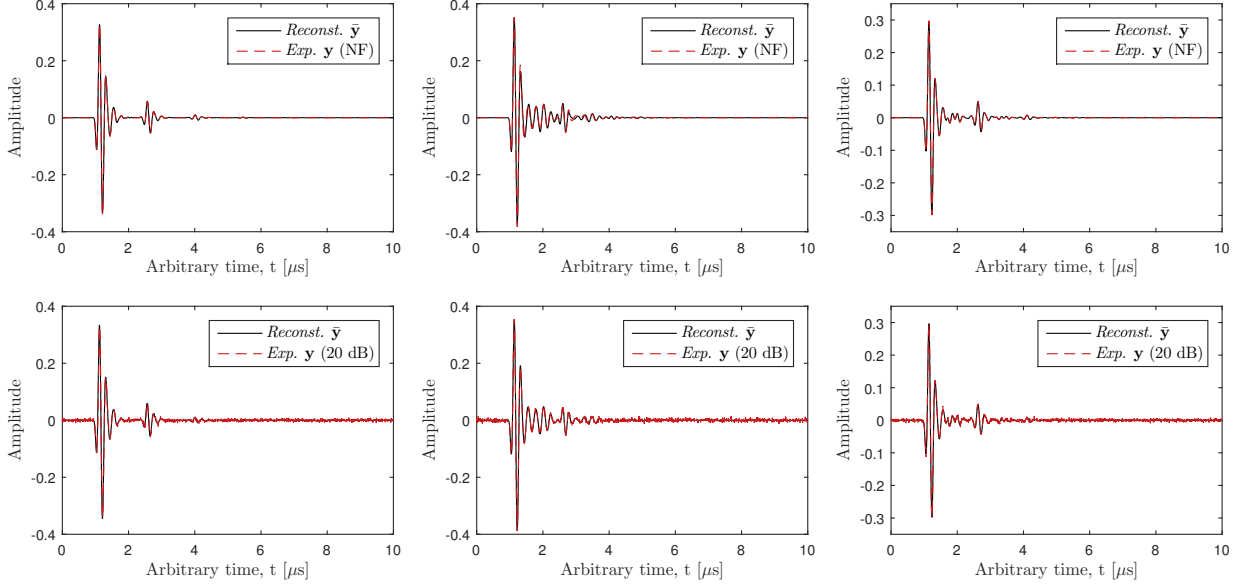 0.4
0.2
0
-0.2
-0.4
Amplitude
0 2 4 6 8 10
Arbitrary time, t [μs]
Reconst. ȳ
Exp. y (NF)
0.4
0.2
0
-0.2
-0.4
Amplitude
0 2 4 6 8 10
Arbitrary time, t [μs]
Reconst. ȳ
Exp. y (NF)
0.3
0.2
0.1
0
-0.1
-0.2
-0.3
Amplitude
0 2 4 6 8 10
Arbitrary time, t [μs]
Reconst. ȳ
Exp. y (NF)
0.4
0.2
0
-0.2
-0.4
Amplitude
0 2 4 6 8 10
Arbitrary time, t [μs]
Reconst. ȳ
Exp. y (20 dB)
0.4
0.2
0
-0.2
-0.4
Amplitude
0 2 4 6 8 10
Arbitrary time, t [μs]
Reconst. ȳ
Exp. y (20 dB)
0.3
0.2
0.1
0
-0.1
-0.2
-0.3
Amplitude
0 2 4 6 8 10
Arbitrary time, t [μs]
Reconst. ȳ
Exp. y (20 dB)